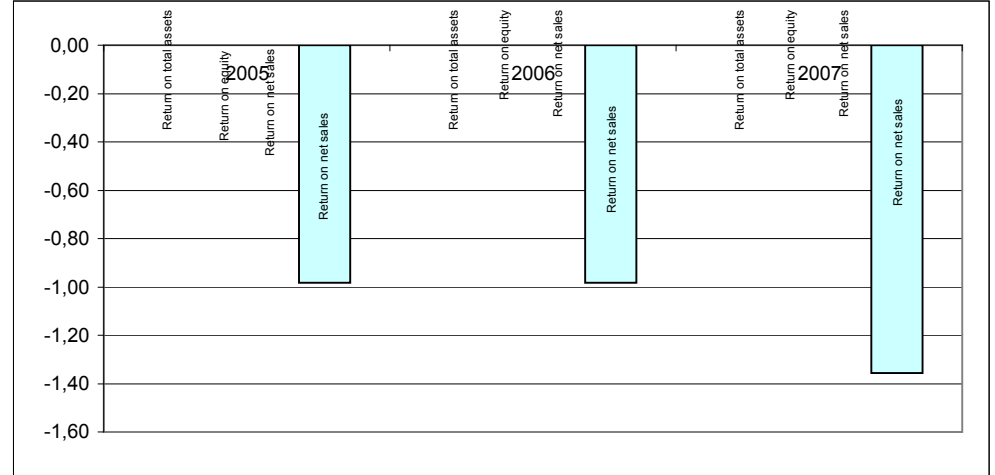 0,00
-0,20
-0,40
-0,60
-0,80
-1,00
-1,20
-1,40
-1,60
2005
2006
2007
Return on total assets
Return on equity
Return on net sales
Return on net sales
Return on total assets
Return on equity
Return on net sales
Return on net sales
Return on total assets
Return on equity
Return on net sales
Return on net sales